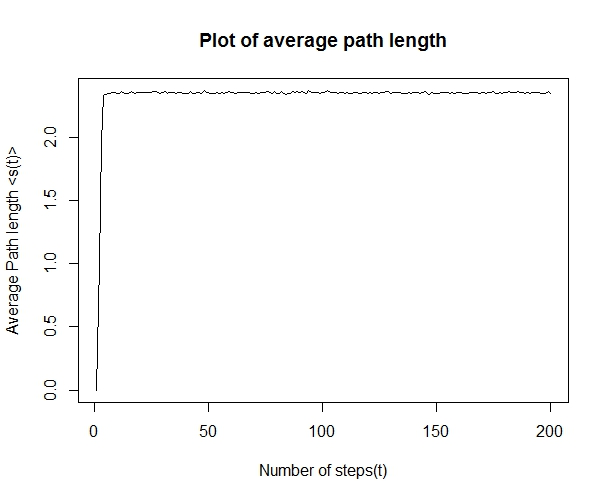 Plot of average path length
Average Path length <s(t)>
2.0
1.5
1.0
0.5
0.0
0 50 100 150 200
Number of steps(t)